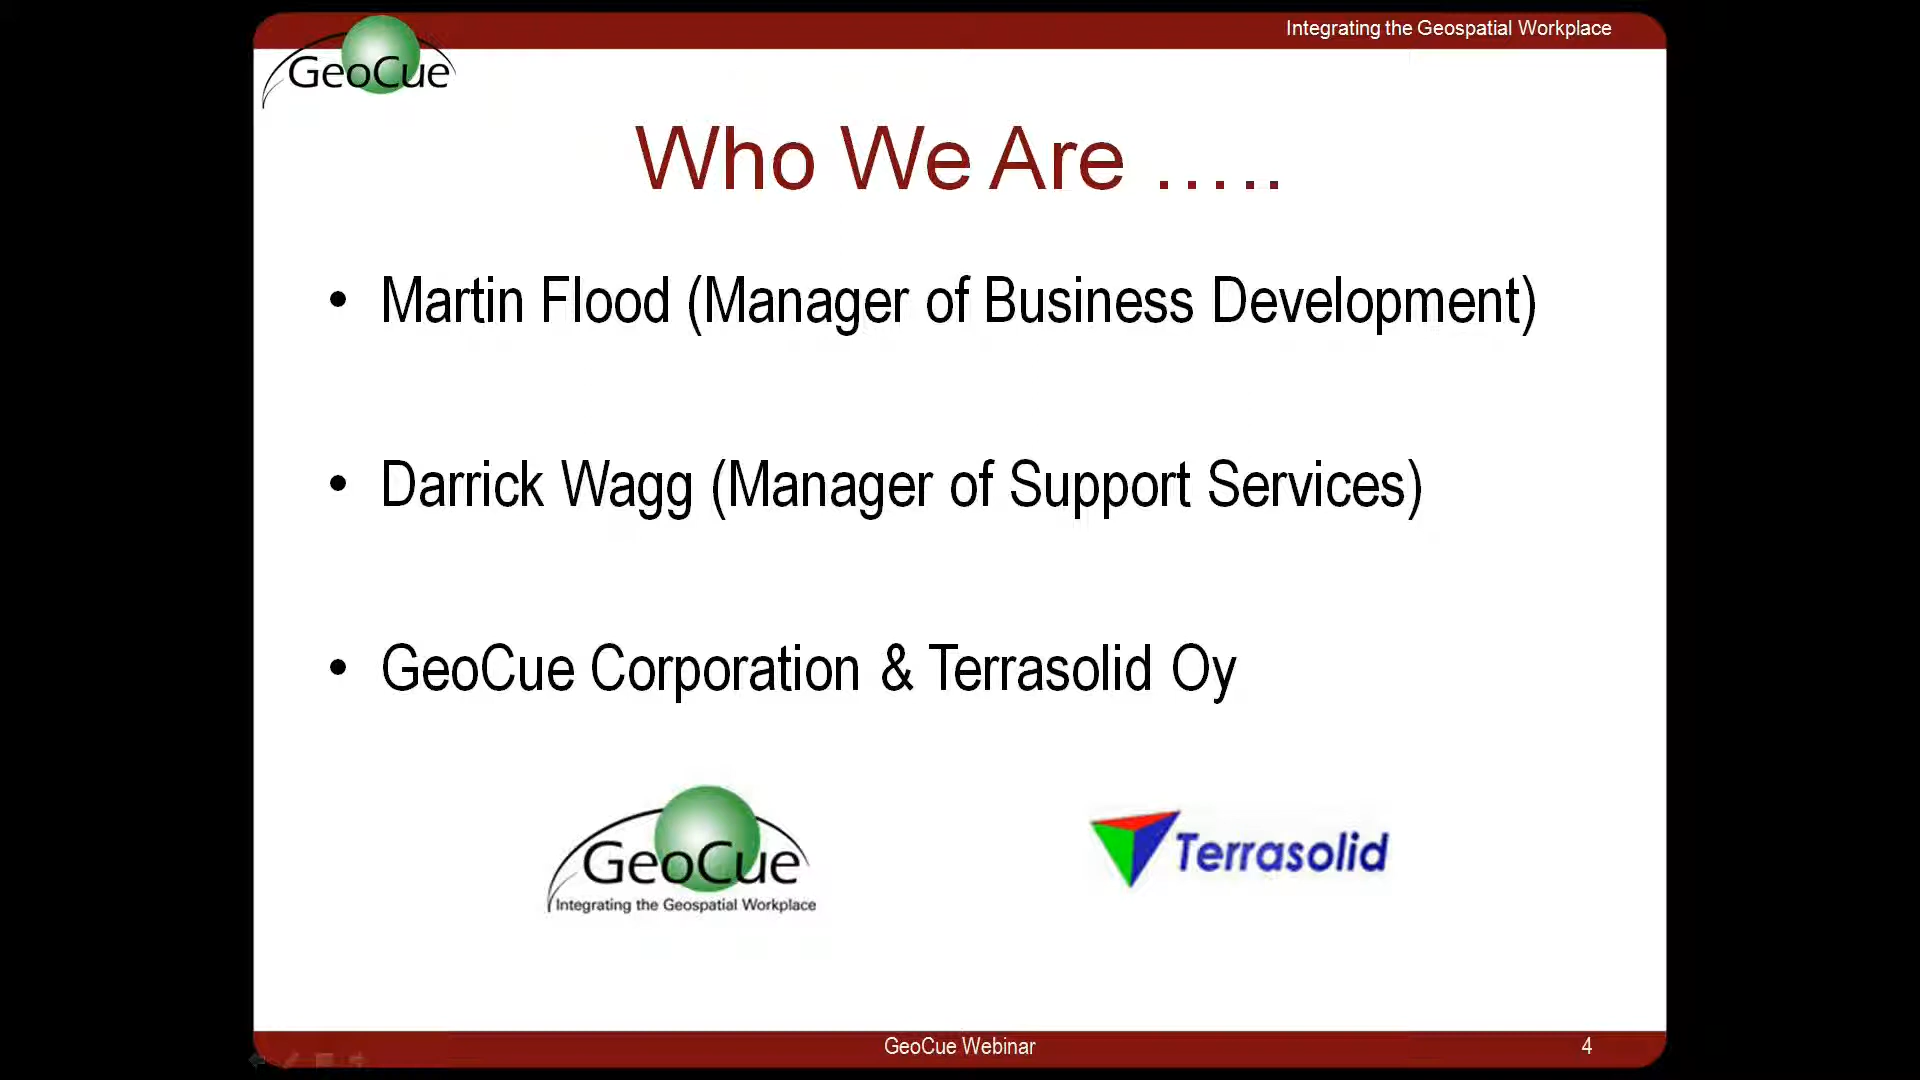 Integrating the Geospatial Workplace
GeoCue
Who We Are .....
• Martin Flood (Manager of Business Development)
• Darrick Wagg (Manager of Support Services)
• GeoCue Corporation & Terrasolid Oy
GeoCue
Integrating the Geospatial Workplace
Terrasolid
GeoCue Webinar
4